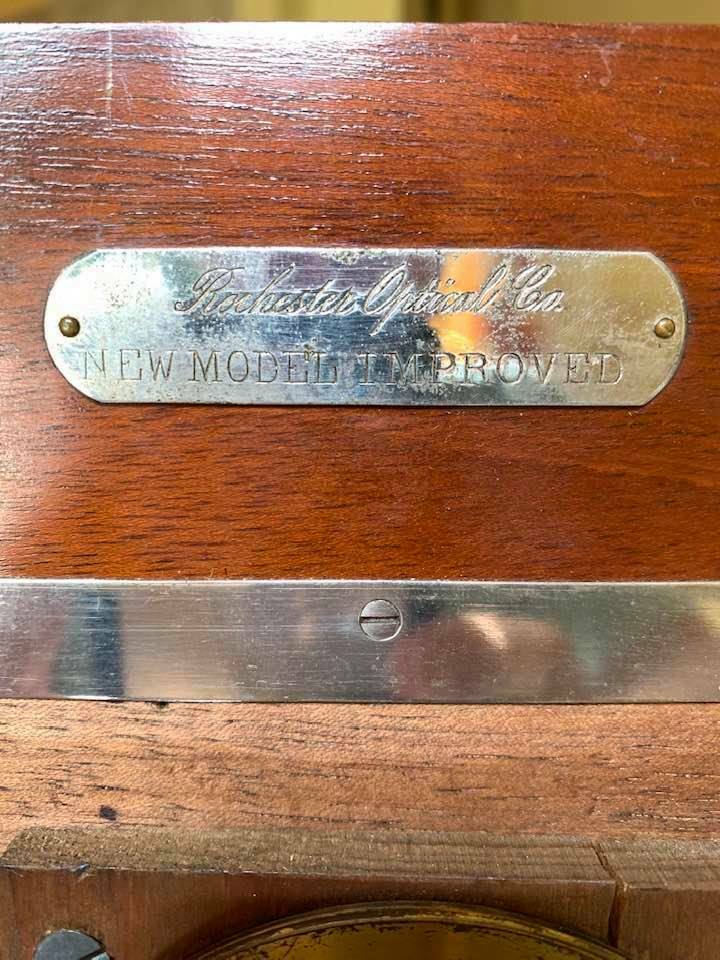 Rochester Optical Co.
NEW MODEL IMPROVED